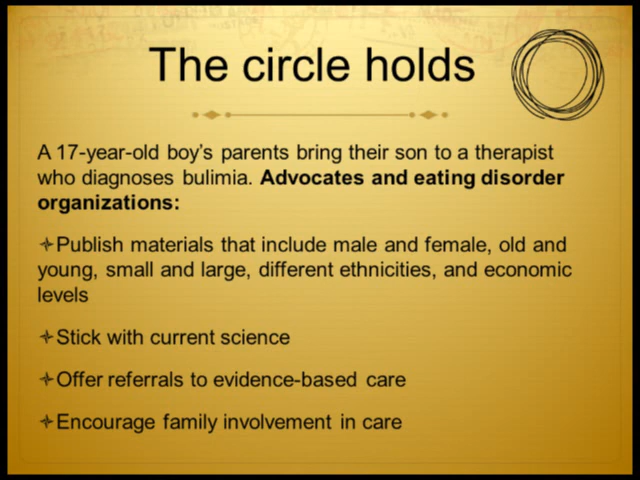 The circle holds
A 17-year-old boy’s parents bring their son to a therapist
who diagnoses bulimia. Advocates and eating disorder
organizations:
Publish materials that include male and female, old and
young, small and large, different ethnicities, and economic
levels
Stick with current science
Offer referrals to evidence-based care
Encourage family involvement in care